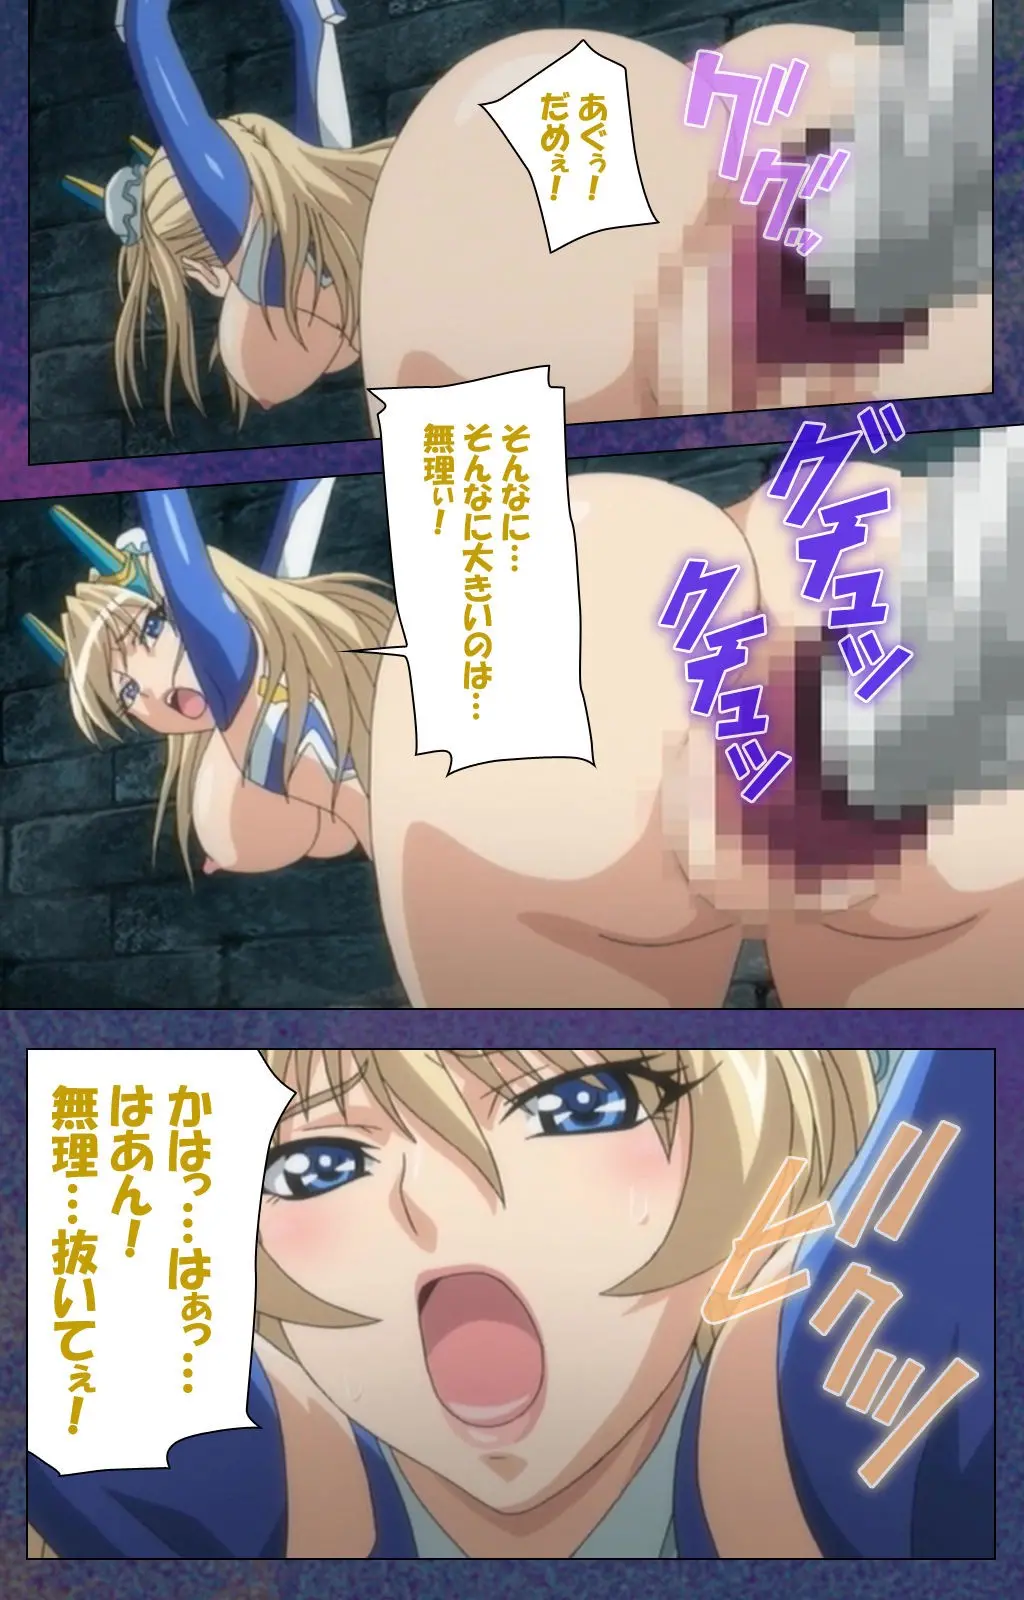 あぐぅ！
だめぇ！
グググッ
そんなに…
そんなに大きいのは…
無理ぃ！
グチュッ
グチュッ
かはっ…はぁっ…
はあん！
無理…抜いてぇ！
ビクッ